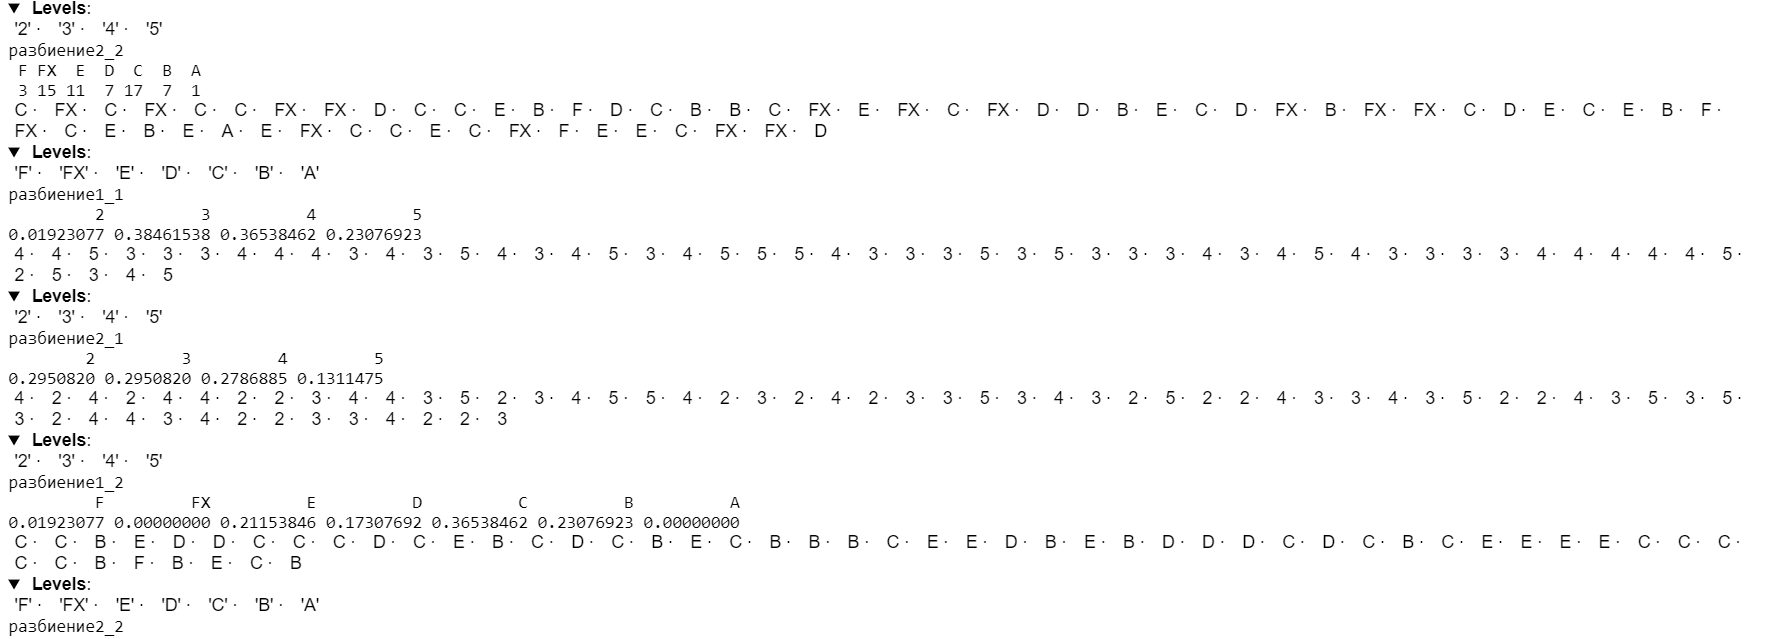 ▼ Levels:
'2' · '3' · '4' · '5'
разбиение2_2
F FX E D C B A
3 15 11 7 17 7 1
C · FX · C · FX · C · C · FX · FX · D · C · C · E · B · F · D · C · B · B · C · FX · E · FX · C · FX · D · D · B · E · C · D · FX · B · FX · FX · C · D · E · C · E · B · F ·
FX · C · E · B · E · A · E · FX · C · C · E · C · FX · F · E · E · C · FX · FX · D
▼ Levels:
'F' · 'FX' · 'E' · 'D' · 'C' · 'B' · 'A'
разбиение1_1
2 3 4 5
0.01923077 0.38461538 0.36538462 0.23076923
4 · 4 · 5 · 3 · 3 · 3 · 4 · 4 · 4 · 3 · 4 · 3 · 5 · 4 · 3 · 4 · 5 · 3 · 4 · 5 · 5 · 5 · 4 · 3 · 3 · 3 · 5 · 3 · 5 · 3 · 3 · 3 · 4 · 3 · 4 · 5 · 4 · 3 · 3 · 3 · 3 · 4 · 4 · 4 · 4 · 4 · 5 ·
2 · 5 · 3 · 4 · 5
▼ Levels:
'2' · '3' · '4' · '5'
разбиение2_1
2 3 4 5
0.2950820 0.2950820 0.2786885 0.1311475
4 · 2 · 4 · 2 · 4 · 4 · 2 · 2 · 3 · 4 · 4 · 3 · 5 · 2 · 3 · 4 · 5 · 5 · 4 · 2 · 3 · 2 · 4 · 2 · 3 · 3 · 5 · 3 · 4 · 3 · 2 · 5 · 2 · 2 · 4 · 3 · 3 · 4 · 3 · 5 · 2 · 2 · 4 · 3 · 5 · 3 · 5 ·
3 · 2 · 4 · 4 · 3 · 4 · 2 · 2 · 3 · 3 · 4 · 2 · 2 · 3
▼ Levels:
'2' · '3' · '4' · '5'
разбиение1_2
F FX E D C B A
0.01923077 0.00000000 0.21153846 0.17307692 0.36538462 0.23076923 0.00000000
C · C · B · E · D · D · C · C · C · D · C · E · B · C · D · C · B · E · C · B · B · B · C · E · E · D · B · E · B · D · D · D · C · D · C · B · C · E · E · E · E · C · C · C ·
C · C · B · F · B · E · C · B
▼ Levels:
'F' · 'FX' · 'E' · 'D' · 'C' · 'B' · 'A'
разбиение2_2